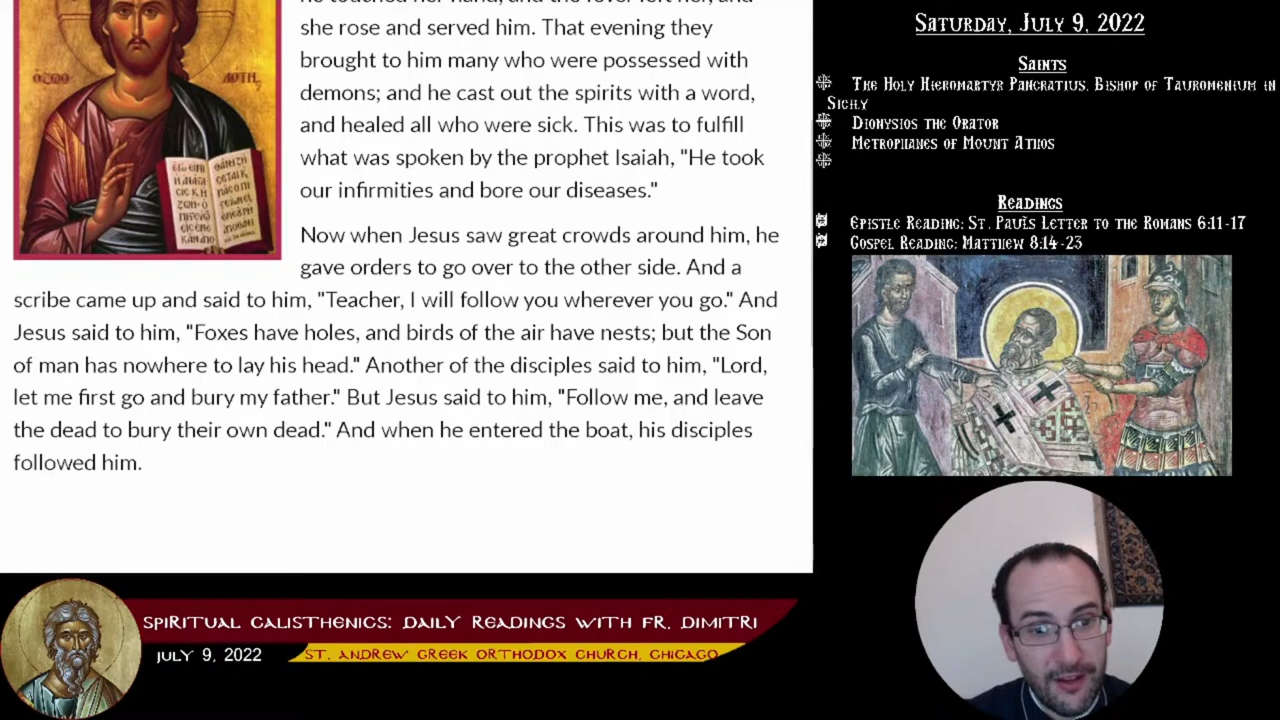 he touched her hand, and the fever left her, and
she rose and served him. That evening they
brought to him many who were possessed with
demons; and he cast out the spirits with a word,
and healed all who were sick. This was to fulfill
what was spoken by the prophet Isaiah, "He took
our infirmities and bore our diseases."
Now when Jesus saw great crowds around him, he
gave orders to go over to the other side. And a
scribe came up and said to him, "Teacher, I will follow you wherever you go." And
Jesus said to him, "Foxes have holes, and birds of the air have nests; but the Son
of man has nowhere to lay his head." Another of the disciples said to him, "Lord,
let me first go and bury my father." But Jesus said to him, "Follow me, and leave
the dead to bury their own dead." And when he entered the boat, his disciples
followed him.
Saturday, July 9, 2022
Saints
The Holy Hieromartyr Pancratius, Bishop of Tauromenium in
Sicily
Dionysios the Orator
Metrophanes of Mount Athos
Readings
Epistle Reading: St. Paul's Letter to the Romans 6:11-17
Gospel Reading: Matthew 8:14-23
SPIRITUAL CALISTHENICS: DAILY READINGS WITH FR. DIMITRI
JULY 9, 2022
ST. ANDREW GREEK ORTHODOX CHURCH, CHICAGO